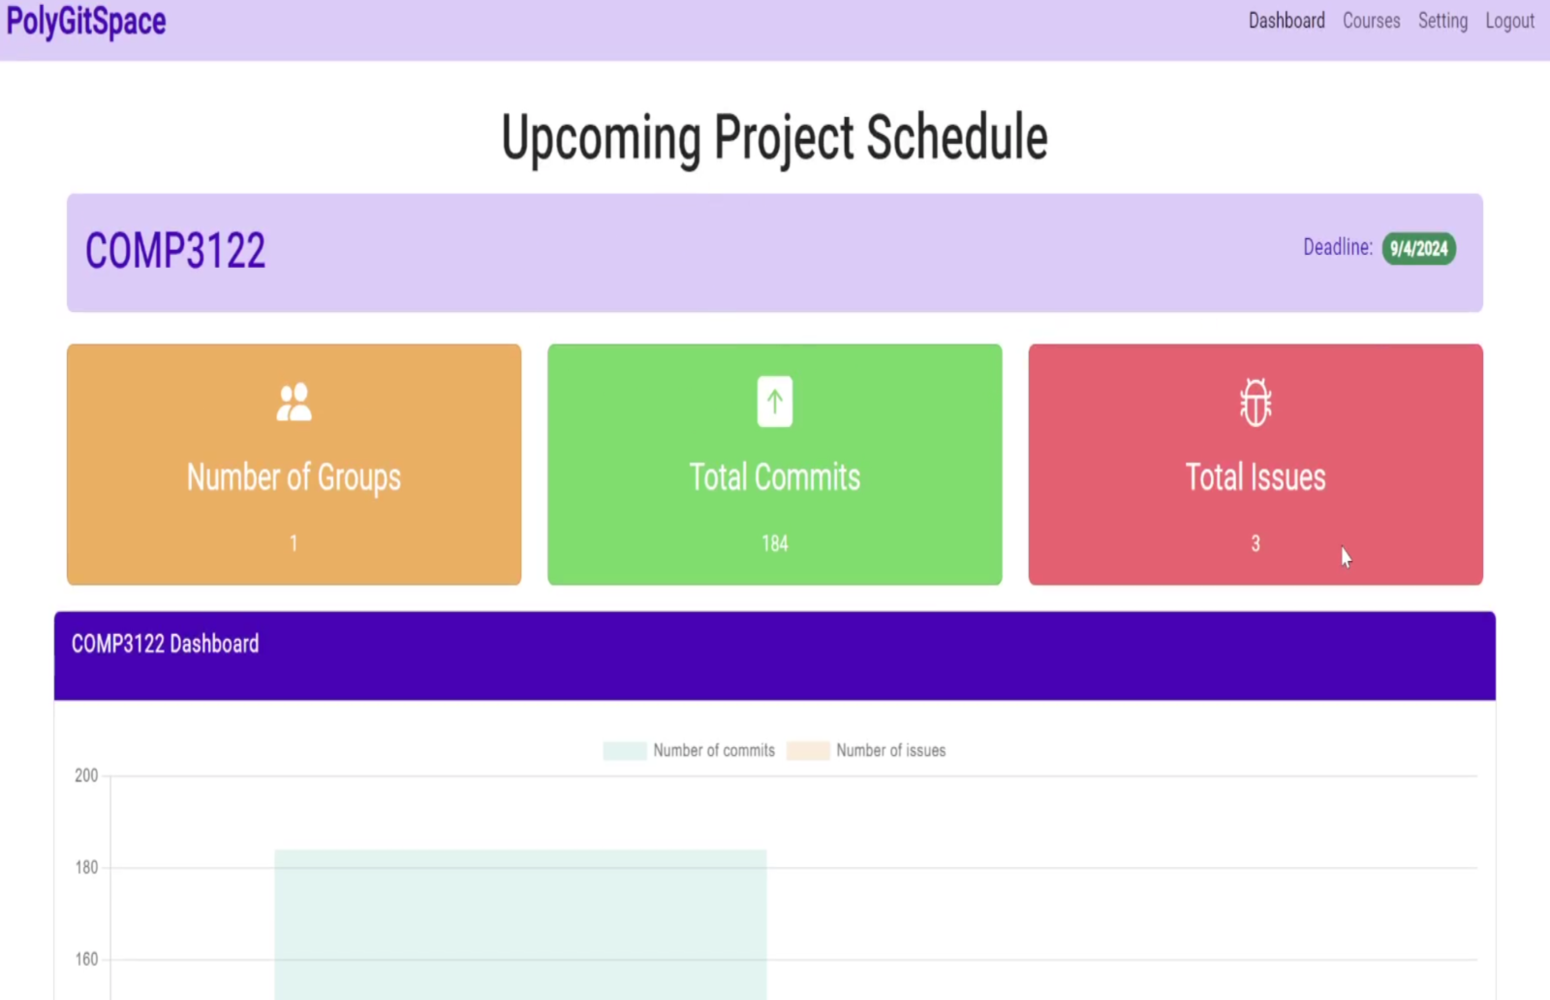 PolyGitSpace
Dashboard Courses Setting Logout
Upcoming Project Schedule
COMP3122
Deadline: 9/4/2024
Number of Groups
1
Total Commits
184
Total Issues
3
COMP3122 Dashboard
Number of commits Number of issues
200
180
160